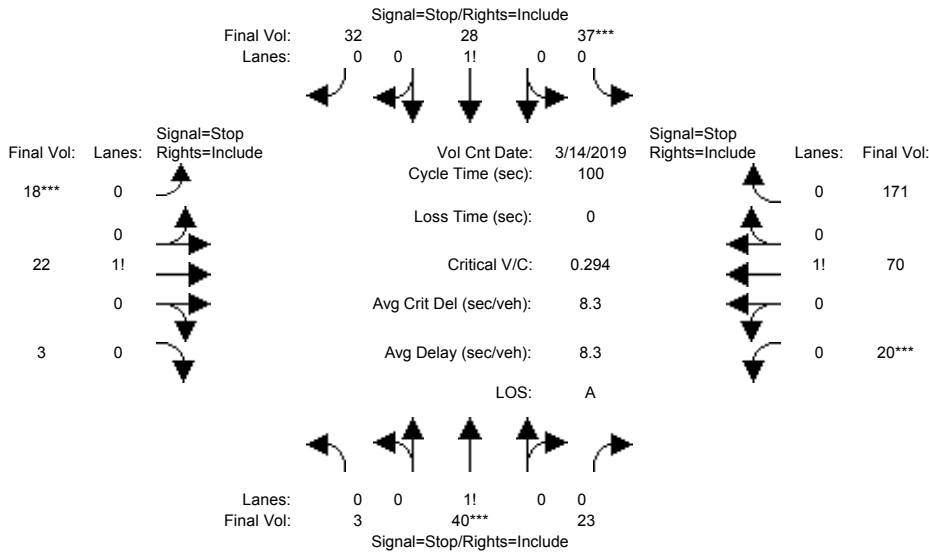 Signal=Stop/Rights=Include
Final Vol: 32 28 37***
Lanes: 0 0 1! 0 0
Signal=Stop Signal=Stop
Final Vol: Lanes: Rights=Include Vol Cnt Date: 3/14/2019 Rights=Include Lanes: Final Vol:
Cycle Time (sec): 100
18*** 0 0 171
Loss Time (sec): 0
0 0
22 1! Critical V/C: 0.294 1! 70
0 Avg Crit Del (sec/veh): 8.3 0
3 0 Avg Delay (sec/veh): 8.3 0 20***
LOS: A
Lanes: 0 0 1! 0 0
Final Vol: 3 40*** 23
Signal=Stop/Rights=Include